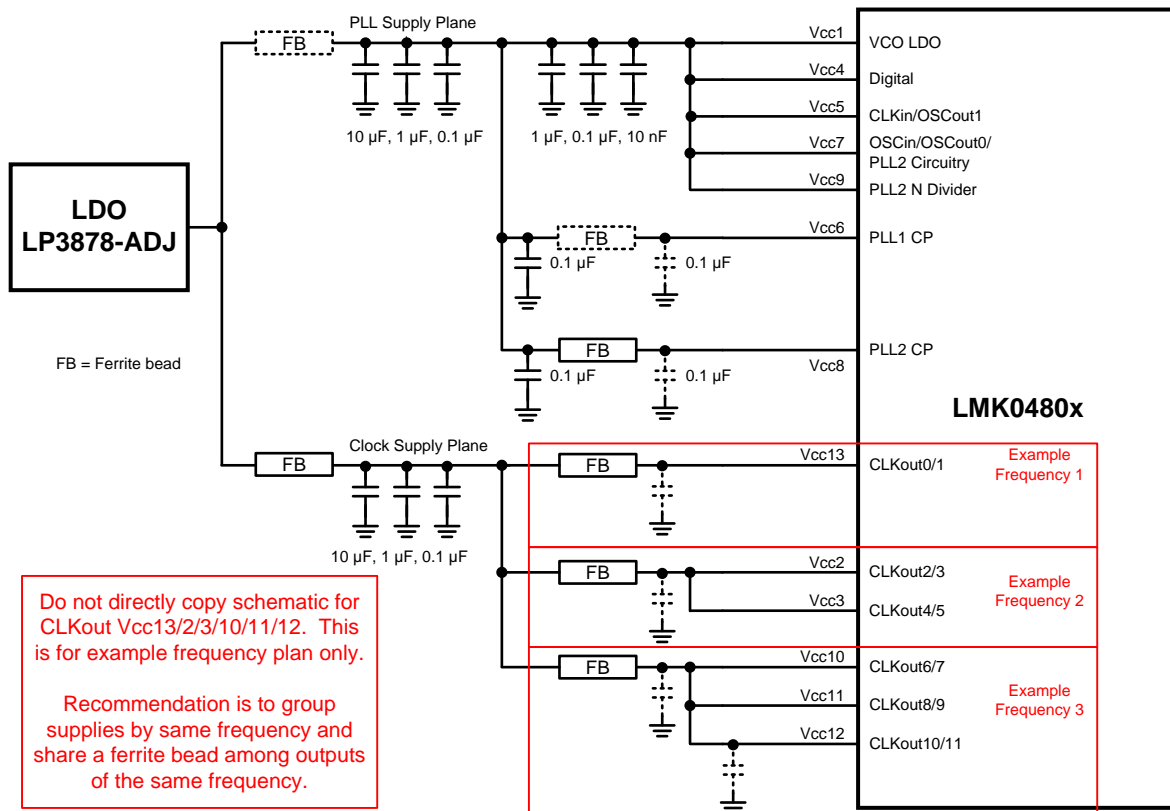 PLL Supply Plane
FB
10 µF, 1 µF, 0.1 µF
1 µF, 0.1 µF, 10 nF
Vcc1
VCO LDO
Vcc4
Digital
Vcc5
CLKin/OSCout1
Vcc7
OSCin/OSCout0/
PLL2 Circuitry
Vcc9
PLL2 N Divider
LDO
LP3878-ADJ
FB
0.1 µF
0.1 µF
Vcc6
PLL1 CP
FB = Ferrite bead
FB
0.1 µF
0.1 µF
Vcc8
PLL2 CP
LMK0480x
Clock Supply Plane
FB
10 µF, 1 µF, 0.1 µF
FB
Vcc13
CLKout0/1
Example
Frequency 1
FB
Vcc2
CLKout2/3
Vcc3
CLKout4/5
Example
Frequency 2
FB
Vcc10
CLKout6/7
Vcc11
CLKout8/9
Vcc12
CLKout10/11
Example
Frequency 3
Do not directly copy schematic for
CLKout Vcc13/2/3/10/11/12. This
is for example frequency plan only.
Recommendation is to group
supplies by same frequency and
share a ferrite bead among outputs
of the same frequency.